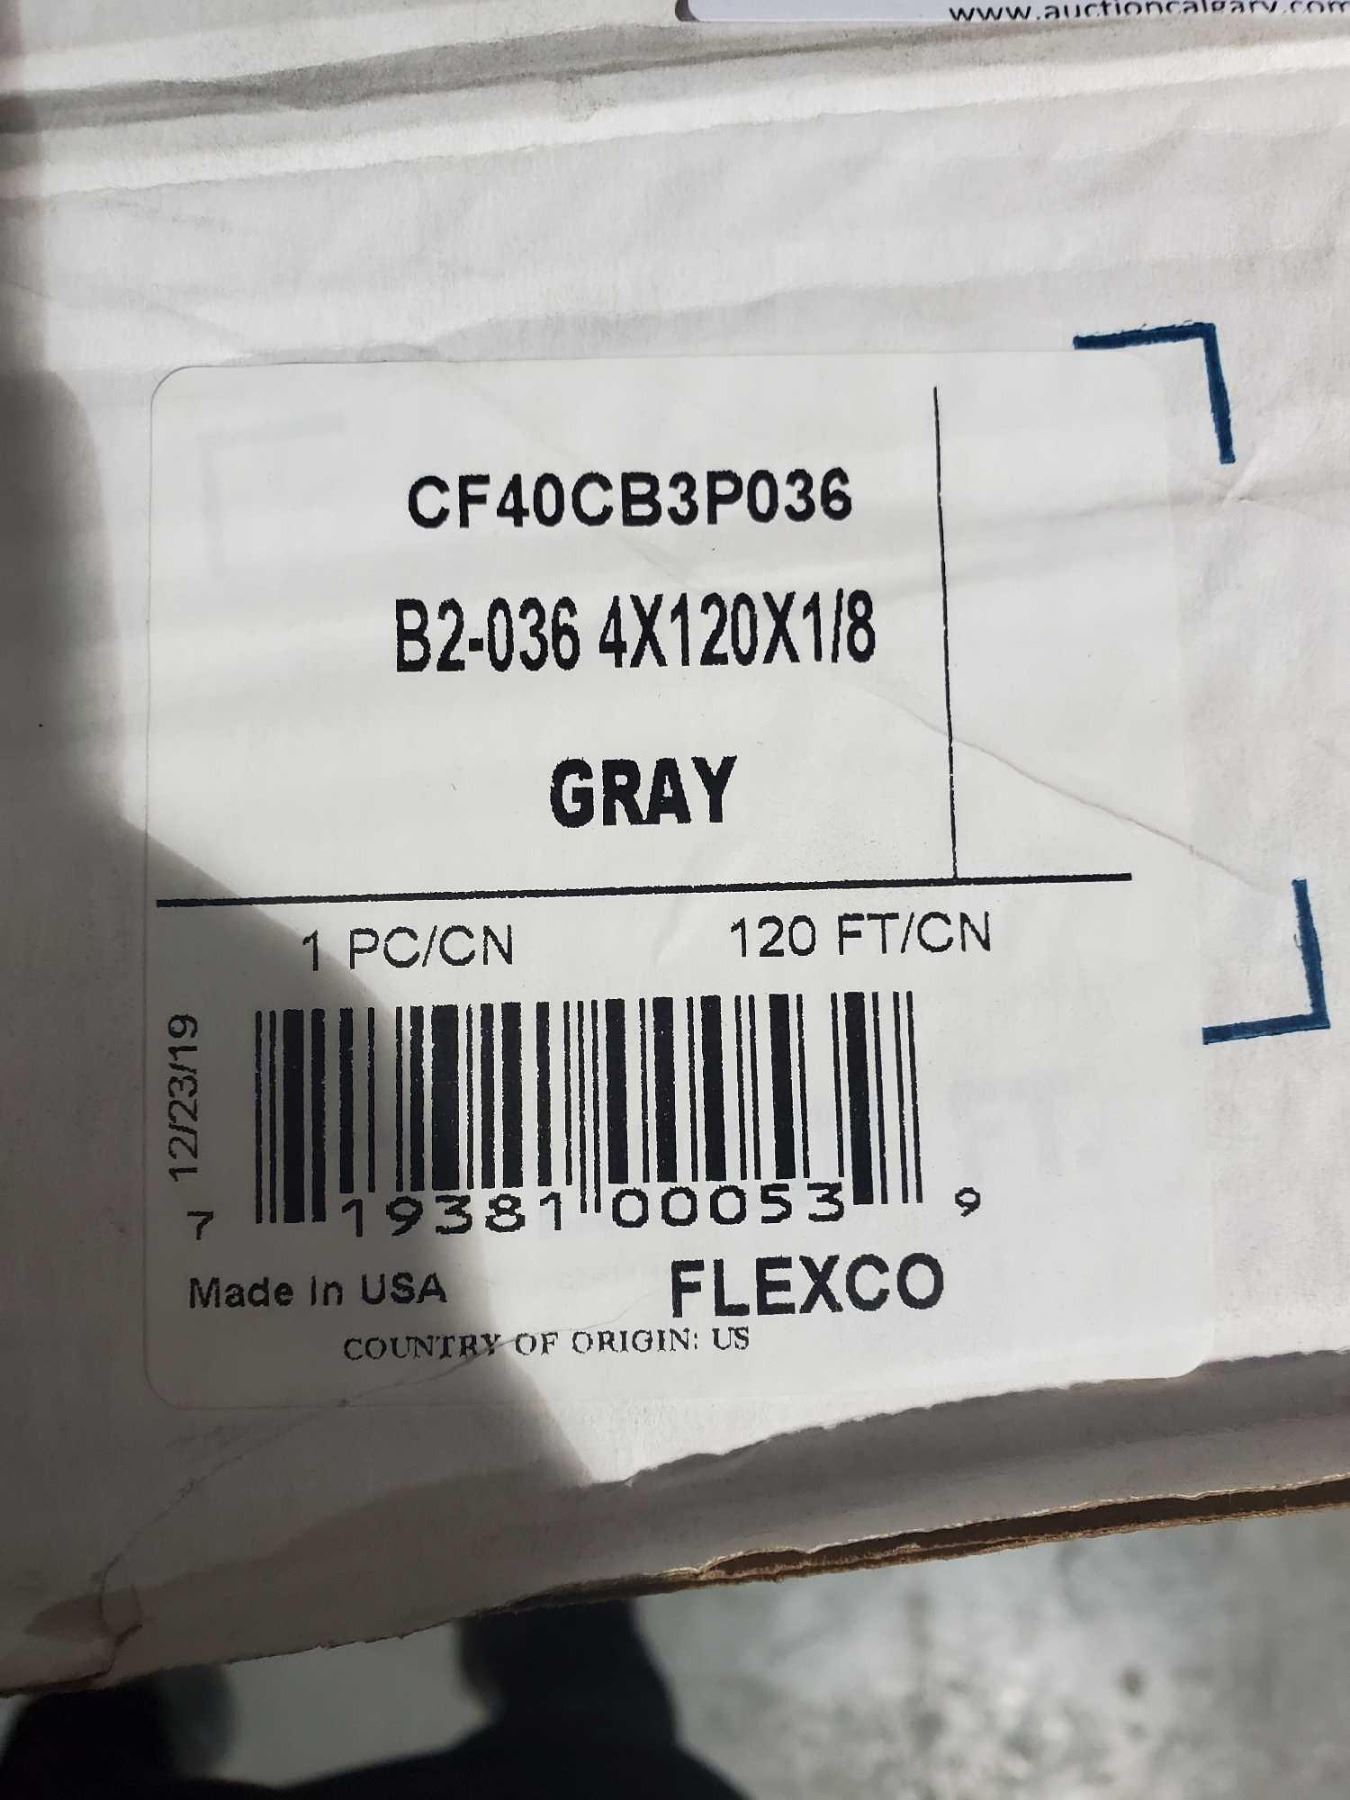 www.auctioncalgary.com
CF40CB3P036
B2-036 4X120X1/8
GRAY
1 PC/CN 120 FT/CN
12/23/19
7 19381 00053 9
Made In USA FLEXCO
COUNTRY OF ORIGIN: US